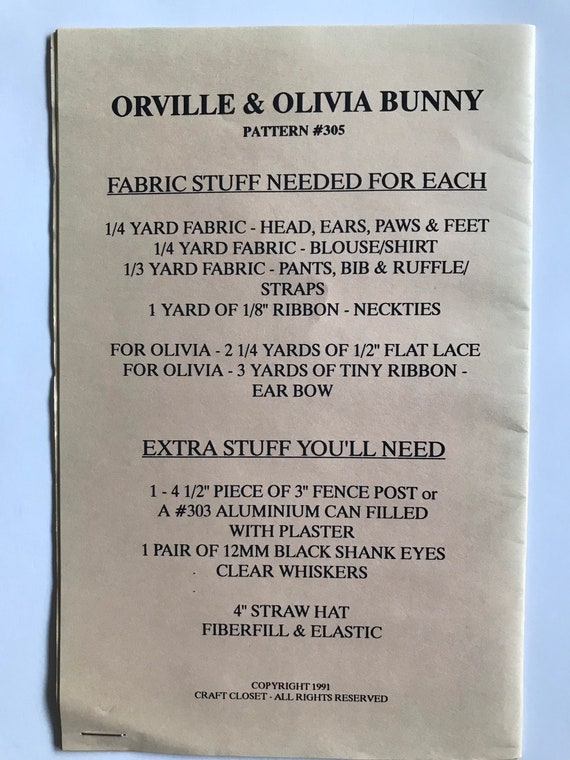 ORVILLE & OLIVIA BUNNY
PATTERN #305
FABRIC STUFF NEEDED FOR EACH
1/4 YARD FABRIC - HEAD, EARS, PAWS & FEET
1/4 YARD FABRIC - BLOUSE/SHIRT
1/3 YARD FABRIC - PANTS, BIB & RUFFLE/
STRAPS
1 YARD OF 1/8" RIBBON - NECKTIES
FOR OLIVIA - 2 1/4 YARDS OF 1/2" FLAT LACE
FOR OLIVIA - 3 YARDS OF TINY RIBBON -
EAR BOW
EXTRA STUFF YOU'LL NEED
1 - 4 1/2" PIECE OF 3" FENCE POST or
A #303 ALUMINIUM CAN FILLED
WITH PLASTER
1 PAIR OF 12MM BLACK SHANK EYES
CLEAR WHISKERS
4" STRAW HAT
FIBERFILL & ELASTIC
COPYRIGHT 1991
CRAFT CLOSET - ALL RIGHTS RESERVED